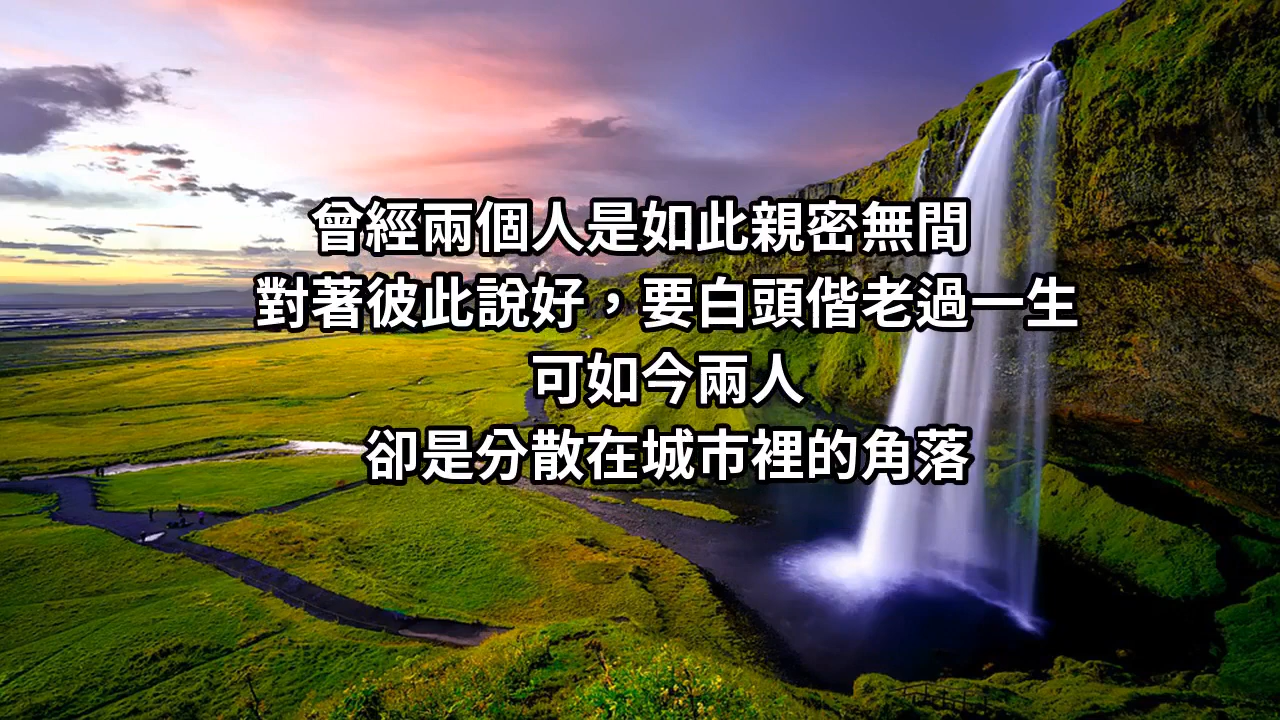 曾經兩個人是如此親密無間
對著彼此說好，要白頭偕老過一生
可如今兩人
卻是分散在城市裡的角落